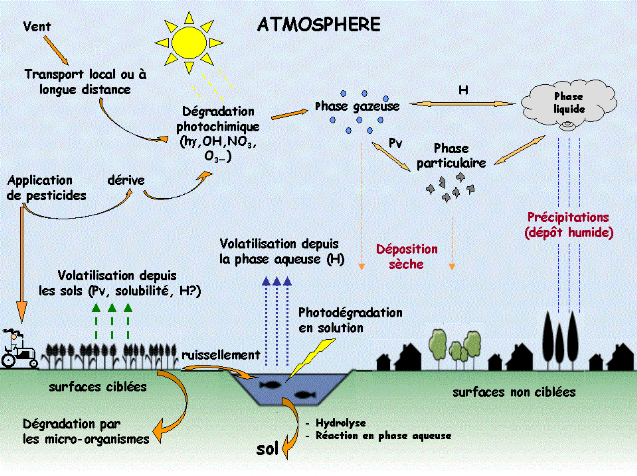 ATMOSPHERE
Vent
Transport local ou à
longue distance
Dégradation
photochimique
(hγ,OH,NO3,
O3...)
Phase gazeuse
H
Phase
liquide
Pv
Phase
particulaire
Application
de pesticides
dérive
Volatilisation depuis
la phase aqueuse (H)
Déposition
sèche
Précipitations
(dépôt humide)
Volatilisation depuis
les sols (Pv, solubilité, H?)
Photodégradation
en solution
ruissellement
surfaces ciblées
surfaces non ciblées
Dégradation par
les micro-organismes
sol
- Hydrolyse
- Réaction en phase aqueuse